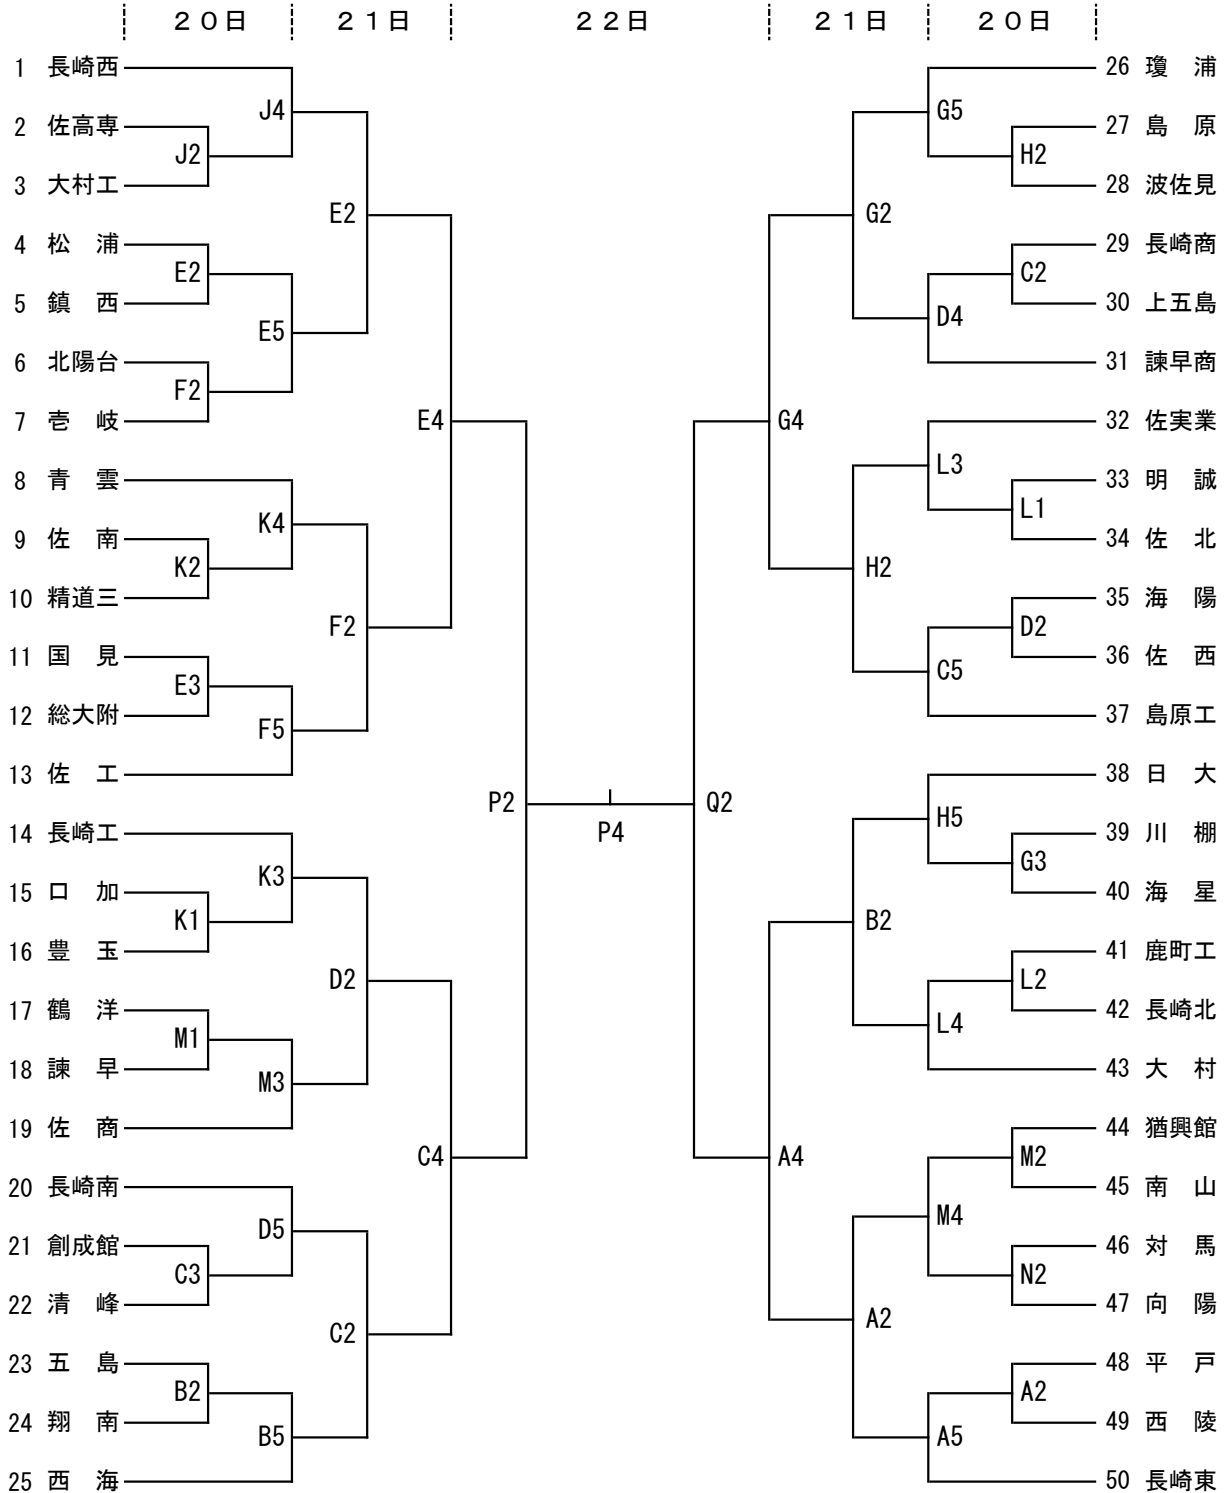 ２０日 ２１日 ２２日 ２１日 ２０日
1 長崎西
J4
2 佐高専
J2
3 大村工
E2
4 松　浦
E2
5 鎮　西
E5
6 北陽台
F2
7 壱　岐
E4
8 青　雲
K4
9 佐　南
K2
10 精道三
F2
11 国　見
E3
12 総大附
F5
13 佐　工
P2
14 長崎工
K3
15 口　加
K1
16 豊　玉
D2
17 鶴　洋
M1
18 諫　早
M3
19 佐　商
C4
20 長崎南
D5
21 創成館
C3
22 清　峰
C2
23 五　島
B2
24 翔　南
B5
25 西　海
P4
26 瓊　浦
G5
27 島　原
H2
28 波佐見
G2
29 長崎商
C2
30 上五島
D4
31 諫早商
G4
32 佐実業
L3
33 明　誠
L1
34 佐　北
H2
35 海　陽
D2
36 佐　西
C5
37 島原工
Q2
38 日　大
H5
39 川　棚
G3
40 海　星
B2
41 鹿町工
L2
42 長崎北
L4
43 大　村
A4
44 猶興館
M2
45 南　山
M4
46 対　馬
N2
47 向　陽
A2
48 平　戸
A2
49 西　陵
A5
50 長崎東